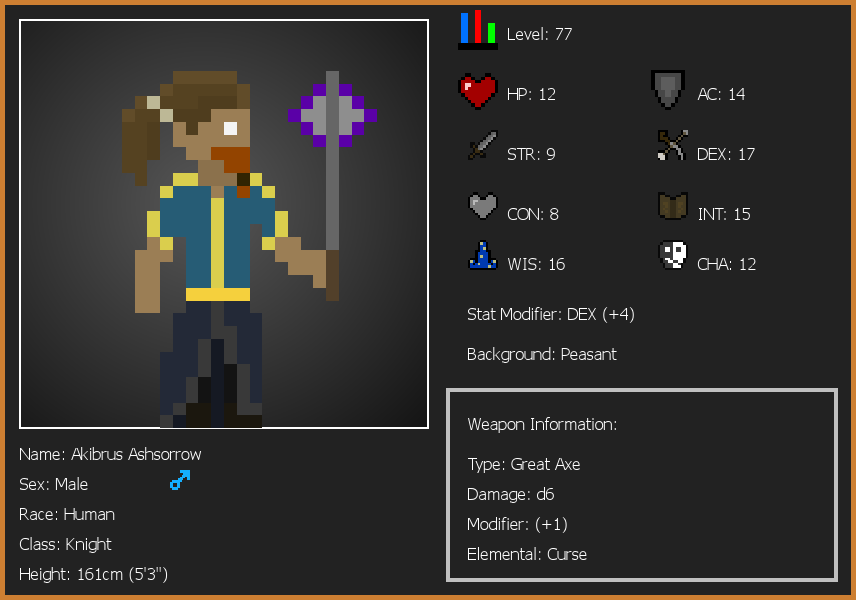 Level: 77
HP: 12
AC: 14
STR: 9
DEX: 17
CON: 8
INT: 15
WIS: 16
CHA: 12
Stat Modifier: DEX (+4)
Background: Peasant
Weapon Information:
Type: Great Axe
Damage: d6
Modifier: (+1)
Elemental: Curse
Name: Akibrus Ashsorrow
Sex: Male
Race: Human
Class: Knight
Height: 161cm (5'3")